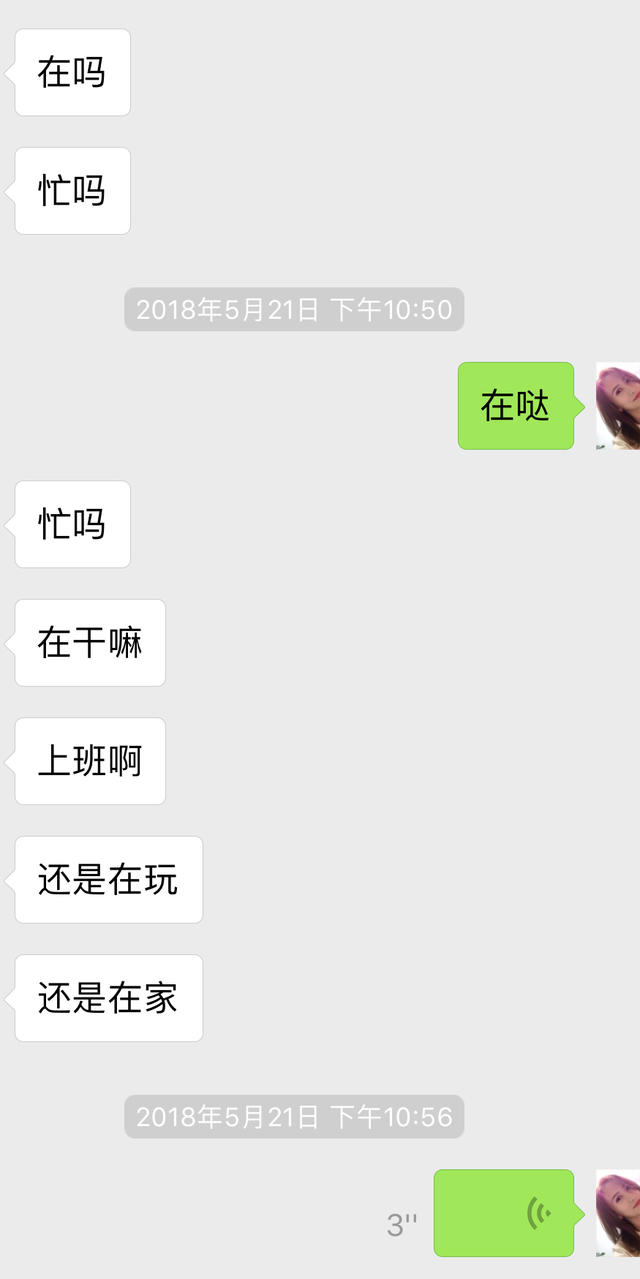 在吗
忙吗
2018年5月21日 下午10:50
在哒
忙吗
在干嘛
上班啊
还是在玩
还是在家
2018年5月21日 下午10:56
3''